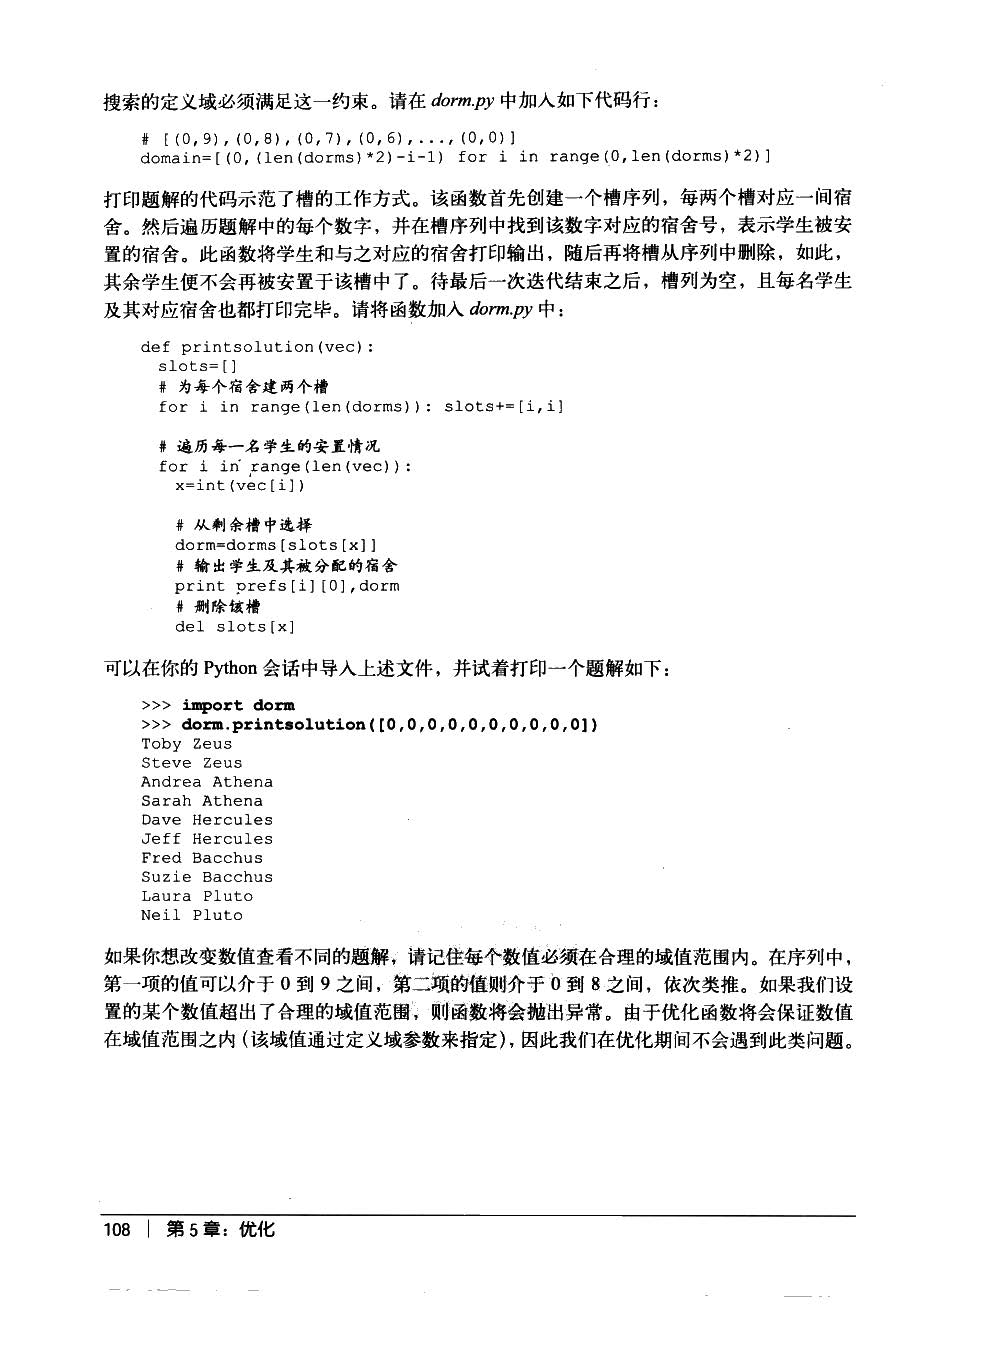 搜索的定义域必须满足这一约束。请在 dorm.py 中加入如下代码行：
# [(0,9),(0,8),(0,7),(0,6),...,(0,0)]
domain=[(0,(len(dorms)*2)-i-1) for i in range(0,len(dorms)*2)]
打印题解的代码示范了槽的工作方式。该函数首先创建一个槽序列，每两个槽对应一间宿
舍。然后遍历题解中的每个数字，并在槽序列中找到该数字对应的宿舍号，表示学生被安
置的宿舍。此函数将学生和与之对应的宿舍打印输出，随后再将槽从序列中删除，如此，
其余学生便不会再被安置于该槽中了。待最后一次迭代结束之后，槽列为空，且每名学生
及其对应宿舍也都打印完毕。请将函数加入 dorm.py 中：
def printsolution(vec):
slots=[]
# 为每个宿舍建两个槽
for i in range(len(dorms)): slots+=[i,i]
# 遍历每一名学生的安置情况
for i in range(len(vec)):
x=int(vec[i])
# 从剩余槽中选择
dorm=dorms[slots[x]]
# 输出学生及其被分配的宿舍
print prefs[i][0],dorm
# 删除该槽
del slots[x]
可以在你的 Python 会话中导入上述文件，并试着打印一个题解如下：
>>> import dorm
>>> dorm.printsolution([0,0,0,0,0,0,0,0,0,0])
Toby Zeus
Steve Zeus
Andrea Athena
Sarah Athena
Dave Hercules
Jeff Hercules
Fred Bacchus
Suzie Bacchus
Laura Pluto
Neil Pluto
如果你想改变数值查看不同的题解，请记住每个数值必须在合理的域值范围内。在序列中，
第一项的值可以介于 0 到 9 之间，第二项的值则介于 0 到 8 之间，依次类推。如果我们设
置的某个数值超出了合理的域值范围，则函数将会抛出异常。由于优化函数将会保证数值
在域值范围之内（该域值通过定义域参数来指定），因此我们在优化期间不会遇到此类问题。
108 | 第 5 章：优化